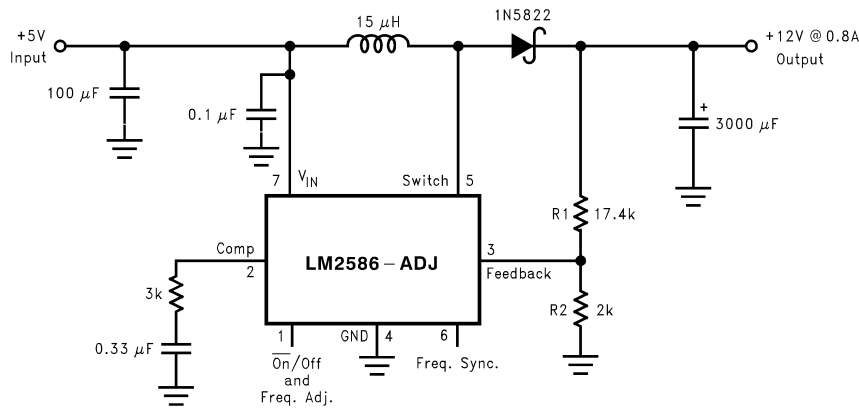 1N5822
15 μH
+5V
Input
+12V @ 0.8A
Output
100 μF
0.1 μF
+
3000 μF
7
V_IN
Switch
5
R1
17.4k
Comp
2
LM2586-ADJ
3
Feedback
3k
R2
2k
0.33 μF
1
GND
4
6
O̅n̅/Off
and
Freq. Adj.
Freq. Sync.